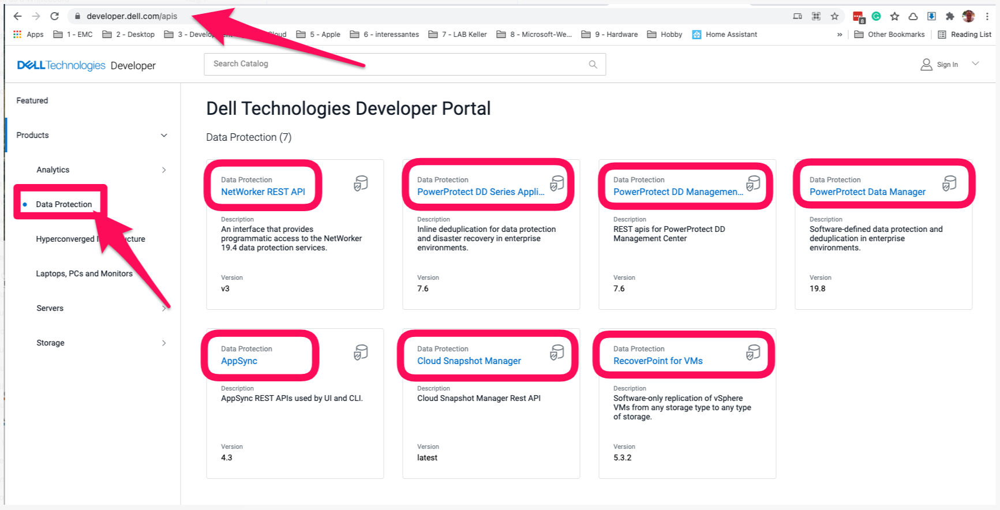 developer.dell.com/apis
8
Apps
1 - EMC
2 - Desktop
3 -
5 - Apple
6 - interessantes
7 - LAB Keller
8 - Microsoft-We...
9 - Hardware
Hobby
Home Assistant
»
Other Bookmarks
Reading List
DELL Technologies Developer
Search Catalog
Sign In
Featured
Products
Analytics
Data Protection
Hyperconverged
Laptops, PCs and Monitors
Servers
Storage
Dell Technologies Developer Portal
Data Protection (7)
Data Protection
NetWorker REST API
Description
An interface that provides
programmatic access to the NetWorker
19.4 data protection services.
Version
v3
Data Protection
PowerProtect DD Series Appli...
Description
Inline deduplication for data protection
and disaster recovery in enterprise
environments.
Version
7.6
Data Protection
PowerProtect DD Managemen...
Description
REST apis for PowerProtect DD
Management Center
Version
7.6
Data Protection
PowerProtect Data Manager
Description
Software-defined data protection and
deduplication in enterprise
environments.
Version
19.8
Data Protection
AppSync
Description
AppSync REST APIs used by UI and CLI.
Version
4.3
Data Protection
Cloud Snapshot Manager
Description
Cloud Snapshot Manager Rest API
Version
latest
Data Protection
RecoverPoint for VMs
Description
Software-only replication of vSphere
VMs from any storage type to any type
of storage.
Version
5.3.2